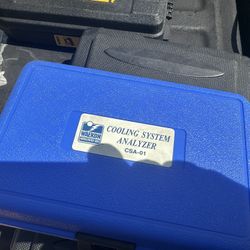 COOLING SYSTEM
ANALYZER
CSA-01